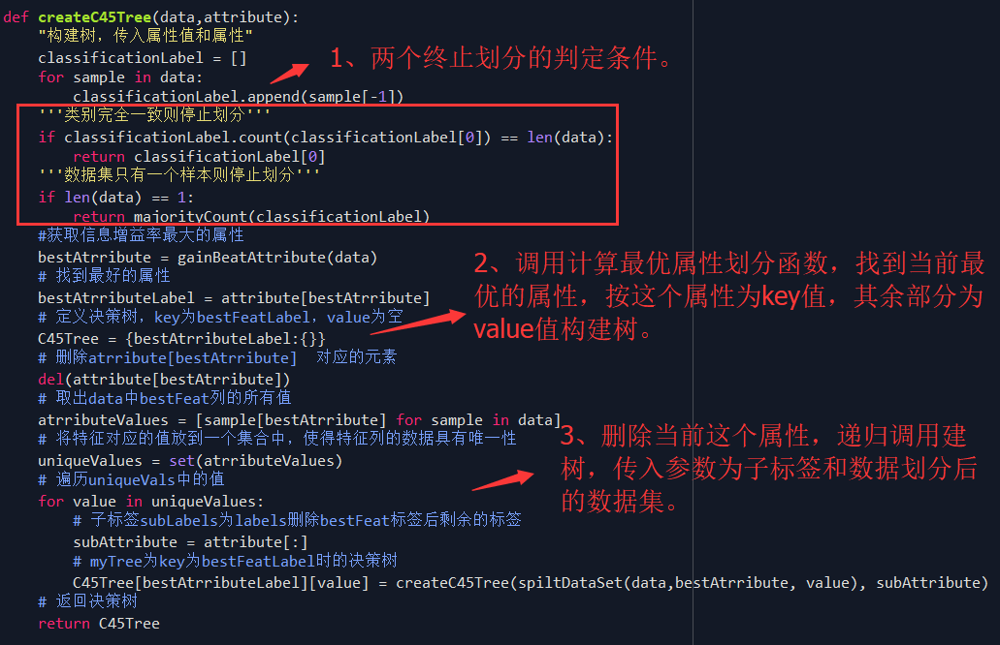 def createC45Tree(data,attribute):
"构建树，传入属性值和属性"
classificationLabel = []
1、两个终止划分的判定条件。
for sample in data:
classificationLabel.append(sample[-1])
'''类别完全一致则停止划分'''
if classificationLabel.count(classificationLabel[0]) == len(data):
return classificationLabel[0]
'''数据集只有一个样本则停止划分'''
if len(data) == 1:
return majorityCount(classificationLabel)
#获取信息增益率最大的属性
bestAtrribute = gainBeatAttribute(data)
# 找到最好的属性
bestAtrributeLabel = attribute[bestAtrribute]
# 定义决策树，key为bestFeatLabel，value为空
C45Tree = {bestAtrributeLabel:{}}
2、调用计算最优属性划分函数，找到当前最
优的属性，按这个属性为key值，其余部分为
value值构建树。
# 删除atrribute[bestAtrribute]  对应的元素
del(attribute[bestAtrribute])
# 取出data中bestFeat列的所有值
atrributeValues = [sample[bestAtrribute] for sample in data]
# 将特征对应的值放到一个集合中，使得特征列的数据具有唯一性
uniqueValues = set(atrributeValues)
# 遍历uniqueVals中的值
3、删除当前这个属性，递归调用建
树，传入参数为子标签和数据划分后
的数据集。
for value in uniqueValues:
# 子标签subLabels为labels删除bestFeat标签后剩余的标签
subAttribute = attribute[:]
# myTree为key为bestFeatLabel时的决策树
C45Tree[bestAtrributeLabel][value] = createC45Tree(spiltDataSet(data,bestAtrribute, value), subAttribute)
# 返回决策树
return C45Tree